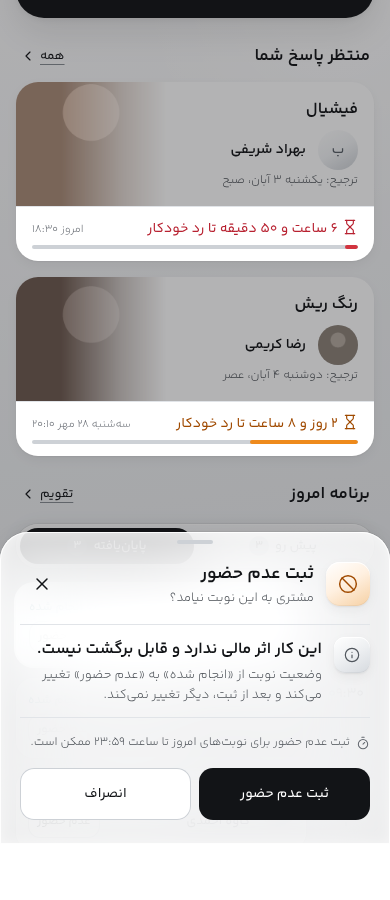 منتظر پاسخ شما
همه
فیشیال
ب
بهراد شریفی
ترجیح: یکشنبه ۳ آبان، صبح
۶ ساعت و ۵۰ دقیقه تا رد خودکار
امروز ۱۸:۳۰
رنگ ریش
رضا کریمی
ترجیح: دوشنبه ۴ آبان، عصر
۲ روز و ۸ ساعت تا رد خودکار
سه‌شنبه ۲۸ مهر ۲۰:۱۰
برنامه امروز
تقویم
ثبت عدم حضور
مشتری به این نوبت نیامد؟
این کار اثر مالی ندارد و قابل برگشت نیست.
وضعیت نوبت از «انجام شده» به «عدم حضور» تغییر
می‌کند و بعد از ثبت، دیگر تغییر نمی‌کند.
ثبت عدم حضور برای نوبت‌های امروز تا ساعت ۲۳:۵۹ ممکن است.
ثبت عدم حضور
انصراف